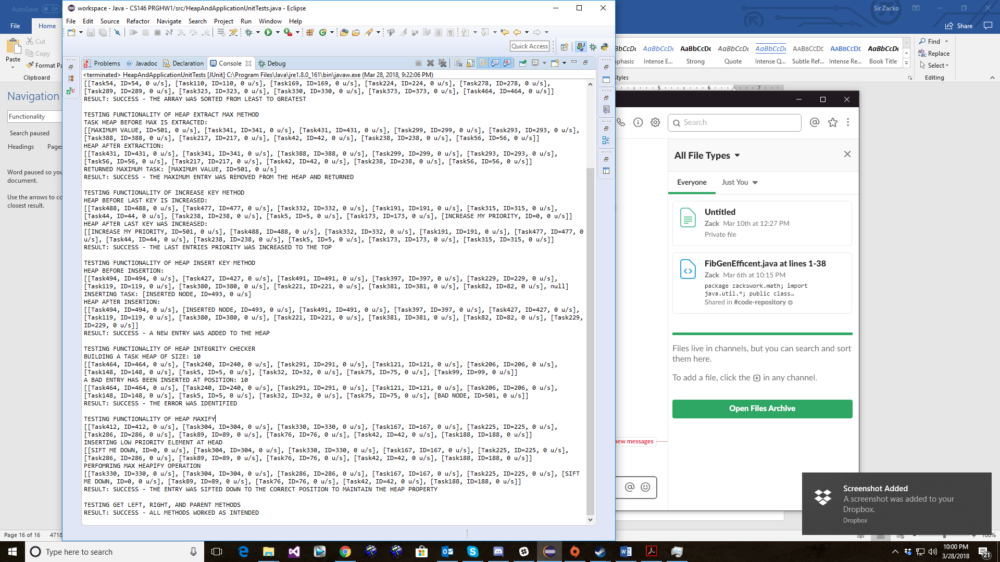 AutoSave Off
File Home
Cut
Copy
Format Pa
Paste
Clipboard
Navigation
Functionality
Search paused
Headings Pages
Word paused so you
document.
Use the arrows to co
closest result.
Page 16 of 16 4718
workspace - Java - CS146 PRGHW1/src/HeapAndApplicationUnitTests.java - Eclipse
File Edit Source Refactor Navigate Search Project Run Window Help
Quick Access
Problems Javadoc Declaration Console Debug
<terminated> HeapAndApplicationUnitTests [JUnit] C:\Program Files\Java\jre1.8.0_161\bin\javaw.exe (Mar 28, 2018, 9:22:06 PM)
[[Task54, ID=54, 0 u/s], [Task110, ID=110, 0 u/s], [Task169, ID=169, 0 u/s], [Task224, ID=224, 0 u/s], [Task278, ID=278, 0 u/s],
[Task289, ID=289, 0 u/s], [Task323, ID=323, 0 u/s], [Task330, ID=330, 0 u/s], [Task373, ID=373, 0 u/s], [Task464, ID=464, 0 u/s]]
RESULT: SUCCESS - THE ARRAY WAS SORTED FROM LEAST TO GREATEST
TESTING FUNCTIONALITY OF HEAP EXTRACT MAX METHOD
TASK HEAP BEFORE MAX IS EXTRACTED:
[[MAXIMUM VALUE, ID=501, 0 u/s], [Task341, ID=341, 0 u/s], [Task431, ID=431, 0 u/s], [Task299, ID=299, 0 u/s], [Task293, ID=293, 0 u/s],
[Task388, ID=388, 0 u/s], [Task217, ID=217, 0 u/s], [Task42, ID=42, 0 u/s], [Task238, ID=238, 0 u/s], [Task56, ID=56, 0 u/s]]
HEAP AFTER EXTRACTION:
[[Task431, ID=431, 0 u/s], [Task341, ID=341, 0 u/s], [Task388, ID=388, 0 u/s], [Task299, ID=299, 0 u/s], [Task293, ID=293, 0 u/s],
[Task56, ID=56, 0 u/s], [Task217, ID=217, 0 u/s], [Task42, ID=42, 0 u/s], [Task238, ID=238, 0 u/s], [Task56, ID=56, 0 u/s]]
RETURNED MAXIMUM TASK: [MAXIMUM VALUE, ID=501, 0 u/s]
RESULT: SUCCESS - THE MAXIMUM ENTRY WAS REMOVED FROM THE HEAP AND RETURNED
TESTING FUNCTIONALITY OF INCREASE KEY METHOD
HEAP BEFORE LAST KEY IS INCREASED:
[[Task488, ID=488, 0 u/s], [Task477, ID=477, 0 u/s], [Task332, ID=332, 0 u/s], [Task191, ID=191, 0 u/s], [Task315, ID=315, 0 u/s],
[Task44, ID=44, 0 u/s], [Task238, ID=238, 0 u/s], [Task5, ID=5, 0 u/s], [Task173, ID=173, 0 u/s], [INCREASE MY PRIORITY, ID=0, 0 u/s]]
HEAP AFTER LAST KEY WAS INCREASED:
[[INCREASE MY PRIORITY, ID=501, 0 u/s], [Task488, ID=488, 0 u/s], [Task332, ID=332, 0 u/s], [Task191, ID=191, 0 u/s], [Task477, ID=477, 0
u/s], [Task44, ID=44, 0 u/s], [Task238, ID=238, 0 u/s], [Task5, ID=5, 0 u/s], [Task173, ID=173, 0 u/s], [Task315, ID=315, 0 u/s]]
RESULT: SUCCESS - THE LAST ENTRIES PRIORITY WAS INCREASED TO THE TOP
TESTING FUNCTIONALITY OF HEAP INSERT KEY METHOD
HEAP BEFORE INSERTION:
[[Task494, ID=494, 0 u/s], [Task427, ID=427, 0 u/s], [Task491, ID=491, 0 u/s], [Task397, ID=397, 0 u/s], [Task229, ID=229, 0 u/s],
[Task119, ID=119, 0 u/s], [Task380, ID=380, 0 u/s], [Task221, ID=221, 0 u/s], [Task381, ID=381, 0 u/s], [Task82, ID=82, 0 u/s], null]
INSERTING TASK: [INSERTED NODE, ID=493, 0 u/s]
HEAP AFTER INSERTION:
[[Task494, ID=494, 0 u/s], [INSERTED NODE, ID=493, 0 u/s], [Task491, ID=491, 0 u/s], [Task397, ID=397, 0 u/s], [Task427, ID=427, 0 u/s],
[Task119, ID=119, 0 u/s], [Task380, ID=380, 0 u/s], [Task221, ID=221, 0 u/s], [Task381, ID=381, 0 u/s], [Task82, ID=82, 0 u/s], [Task229,
ID=229, 0 u/s]]
RESULT: SUCCESS - A NEW ENTRY WAS ADDED TO THE HEAP
TESTING FUNCTIONALITY OF HEAP INTEGRITY CHECKER
BUILDING A TASK HEAP OF SIZE: 10
[[Task464, ID=464, 0 u/s], [Task240, ID=240, 0 u/s], [Task291, ID=291, 0 u/s], [Task121, ID=121, 0 u/s], [Task206, ID=206, 0 u/s],
[Task148, ID=148, 0 u/s], [Task5, ID=5, 0 u/s], [Task32, ID=32, 0 u/s], [Task75, ID=75, 0 u/s], [Task99, ID=99, 0 u/s]]
A BAD ENTRY HAS BEEN INSERTED AT POSITION: 10
[[Task464, ID=464, 0 u/s], [Task240, ID=240, 0 u/s], [Task291, ID=291, 0 u/s], [Task121, ID=121, 0 u/s], [Task206, ID=206, 0 u/s],
[Task148, ID=148, 0 u/s], [Task5, ID=5, 0 u/s], [Task32, ID=32, 0 u/s], [Task75, ID=75, 0 u/s], [BAD NODE, ID=501, 0 u/s]]
RESULT: SUCCESS - THE ERROR WAS IDENTIFIED
TESTING FUNCTIONALITY OF HEAP MAXIFY
[[Task412, ID=412, 0 u/s], [Task304, ID=304, 0 u/s], [Task330, ID=330, 0 u/s], [Task167, ID=167, 0 u/s], [Task225, ID=225, 0 u/s],
[Task286, ID=286, 0 u/s], [Task89, ID=89, 0 u/s], [Task76, ID=76, 0 u/s], [Task42, ID=42, 0 u/s], [Task188, ID=188, 0 u/s]]
INSERTING LOW PRIORITY ELEMENT AT HEAD
[[SIFT ME DOWN, ID=0, 0 u/s], [Task304, ID=304, 0 u/s], [Task330, ID=330, 0 u/s], [Task167, ID=167, 0 u/s], [Task225, ID=225, 0 u/s],
[Task286, ID=286, 0 u/s], [Task89, ID=89, 0 u/s], [Task76, ID=76, 0 u/s], [Task42, ID=42, 0 u/s], [Task188, ID=188, 0 u/s]]
PERFOMRING MAX HEAPIFY OPERATION
[[Task330, ID=330, 0 u/s], [Task304, ID=304, 0 u/s], [Task286, ID=286, 0 u/s], [Task167, ID=167, 0 u/s], [Task225, ID=225, 0 u/s], [SIFT
ME DOWN, ID=0, 0 u/s], [Task89, ID=89, 0 u/s], [Task76, ID=76, 0 u/s], [Task42, ID=42, 0 u/s], [Task188, ID=188, 0 u/s]]
RESULT: SUCCESS - THE ENTRY WAS SIFTED DOWN TO THE CORRECT POSITION TO MAINTAIN THE HEAP PROPERTY
TESTING GET LEFT, RIGHT, AND PARENT METHODS
RESULT: SUCCESS - ALL METHODS WORKED AS INTENDED
Sir Zacko
Share
AaBbCcDc AaBbCcDc AaBbCcDc AaBbCcDc AaBbCcDc AABBCCDE AABBCCDE AaBbCcDc
phasis Intense E... Strong Quote Intense Q... Subtle Ref... Intense Re... Book Title
Styles
Find
Replace
Select
Editing
5 6 7
Search
All File Types
Everyone Just You
Untitled
Zack Mar 10th at 12:27 PM
Private file
FibGenEfficent.java at lines 1-38
Zack Mar 6th at 10:15 PM
package zackswork.math; import
java.util.*; public class…
Shared in #code-repository
Files live in channels, but you can search and sort
them here.
To add a file, click the + in any channel.
Open Files Archive
new messages
Screenshot Added
A screenshot was added to your
Dropbox.
Dropbox
100%
Type here to search
10:00 PM
3/28/2018
21